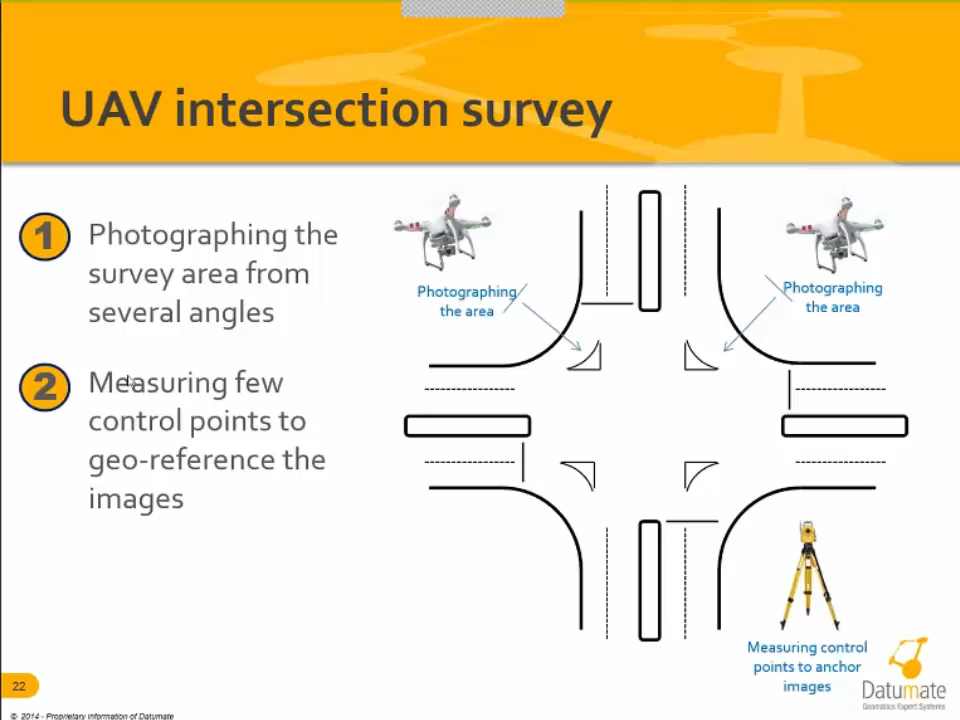 UAV intersection survey
1
Photographing the
survey area from
several angles
2
Measuring few
control points to
geo-reference the
images
Photographing
the area
Photographing
the area
Measuring control
points to anchor
images
Datumate
Geomatics Expert Systems
22
© 2014 - Proprietary Information of Datumate